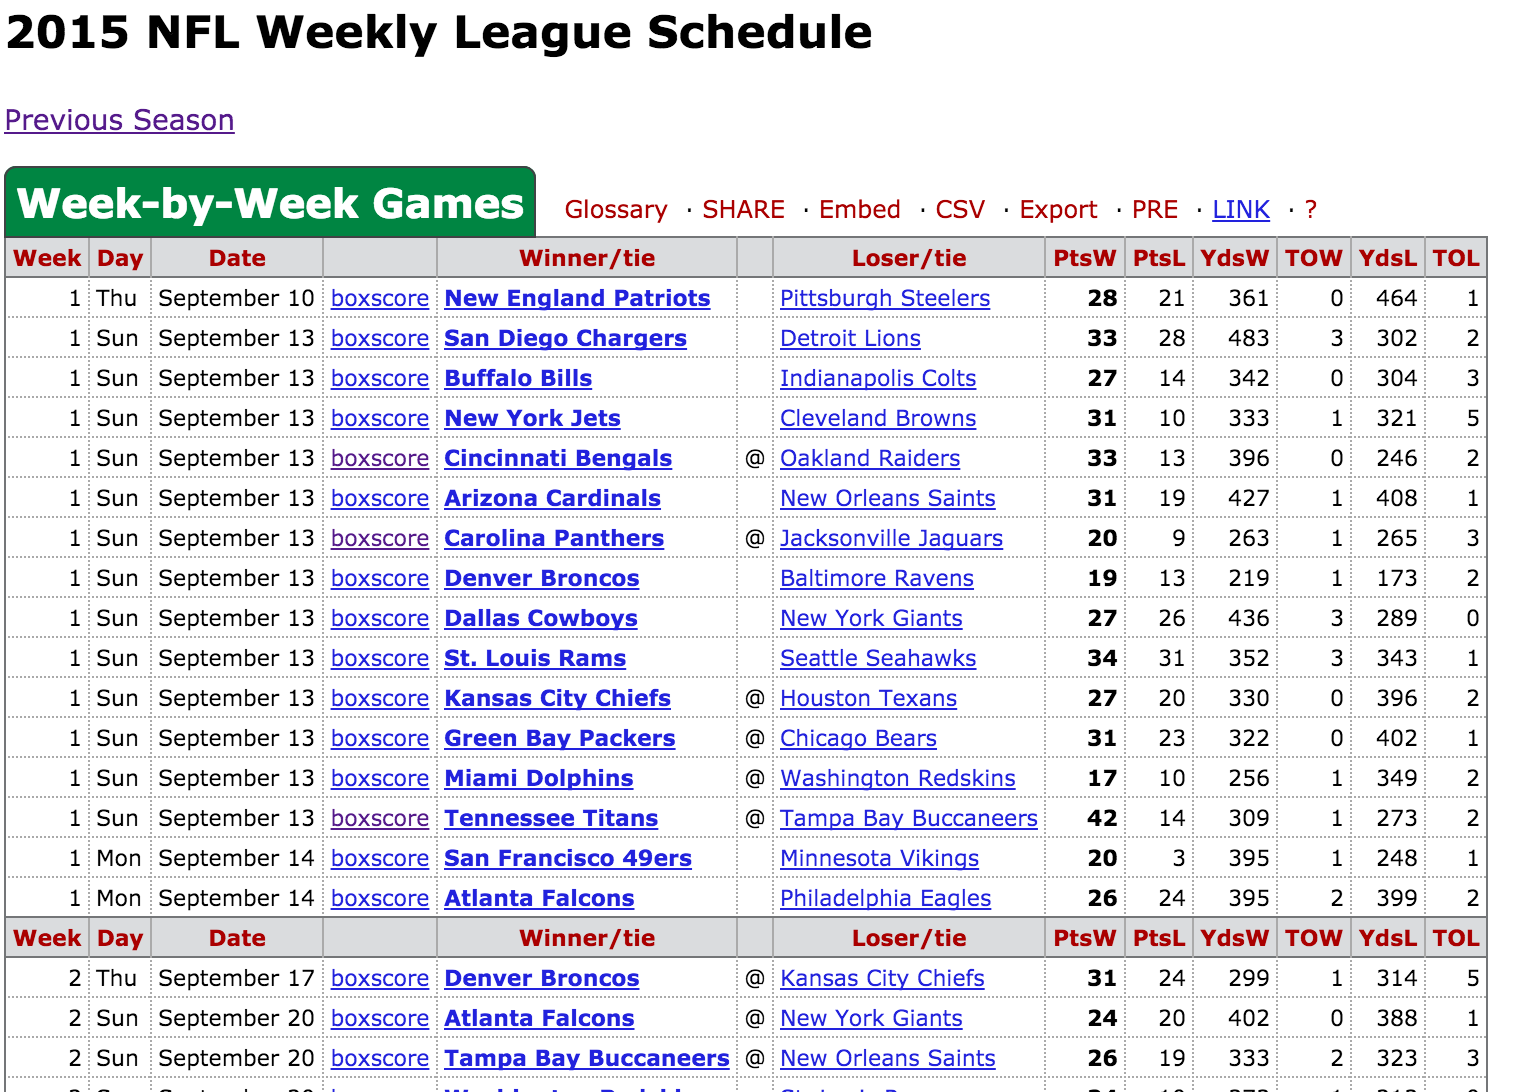 2015 NFL Weekly League Schedule
Previous Season
Week-by-Week Games Glossary · SHARE · Embed · CSV · Export · PRE · LINK · ?
Week Day Date Winner/tie Loser/tie PtsW PtsL YdsW TOW YdsL TOL
1 Thu September 10 boxscore New England Patriots Pittsburgh Steelers 28 21 361 0 464 1
1 Sun September 13 boxscore San Diego Chargers Detroit Lions 33 28 483 3 302 2
1 Sun September 13 boxscore Buffalo Bills Indianapolis Colts 27 14 342 0 304 3
1 Sun September 13 boxscore New York Jets Cleveland Browns 31 10 333 1 321 5
1 Sun September 13 boxscore Cincinnati Bengals @ Oakland Raiders 33 13 396 0 246 2
1 Sun September 13 boxscore Arizona Cardinals New Orleans Saints 31 19 427 1 408 1
1 Sun September 13 boxscore Carolina Panthers @ Jacksonville Jaguars 20 9 263 1 265 3
1 Sun September 13 boxscore Denver Broncos Baltimore Ravens 19 13 219 1 173 2
1 Sun September 13 boxscore Dallas Cowboys New York Giants 27 26 436 3 289 0
1 Sun September 13 boxscore St. Louis Rams Seattle Seahawks 34 31 352 3 343 1
1 Sun September 13 boxscore Kansas City Chiefs @ Houston Texans 27 20 330 0 396 2
1 Sun September 13 boxscore Green Bay Packers @ Chicago Bears 31 23 322 0 402 1
1 Sun September 13 boxscore Miami Dolphins @ Washington Redskins 17 10 256 1 349 2
1 Sun September 13 boxscore Tennessee Titans @ Tampa Bay Buccaneers 42 14 309 1 273 2
1 Mon September 14 boxscore San Francisco 49ers Minnesota Vikings 20 3 395 1 248 1
1 Mon September 14 boxscore Atlanta Falcons Philadelphia Eagles 26 24 395 2 399 2
Week Day Date Winner/tie Loser/tie PtsW PtsL YdsW TOW YdsL TOL
2 Thu September 17 boxscore Denver Broncos @ Kansas City Chiefs 31 24 299 1 314 5
2 Sun September 20 boxscore Atlanta Falcons @ New York Giants 24 20 402 0 388 1
2 Sun September 20 boxscore Tampa Bay Buccaneers @ New Orleans Saints 26 19 333 2 323 3